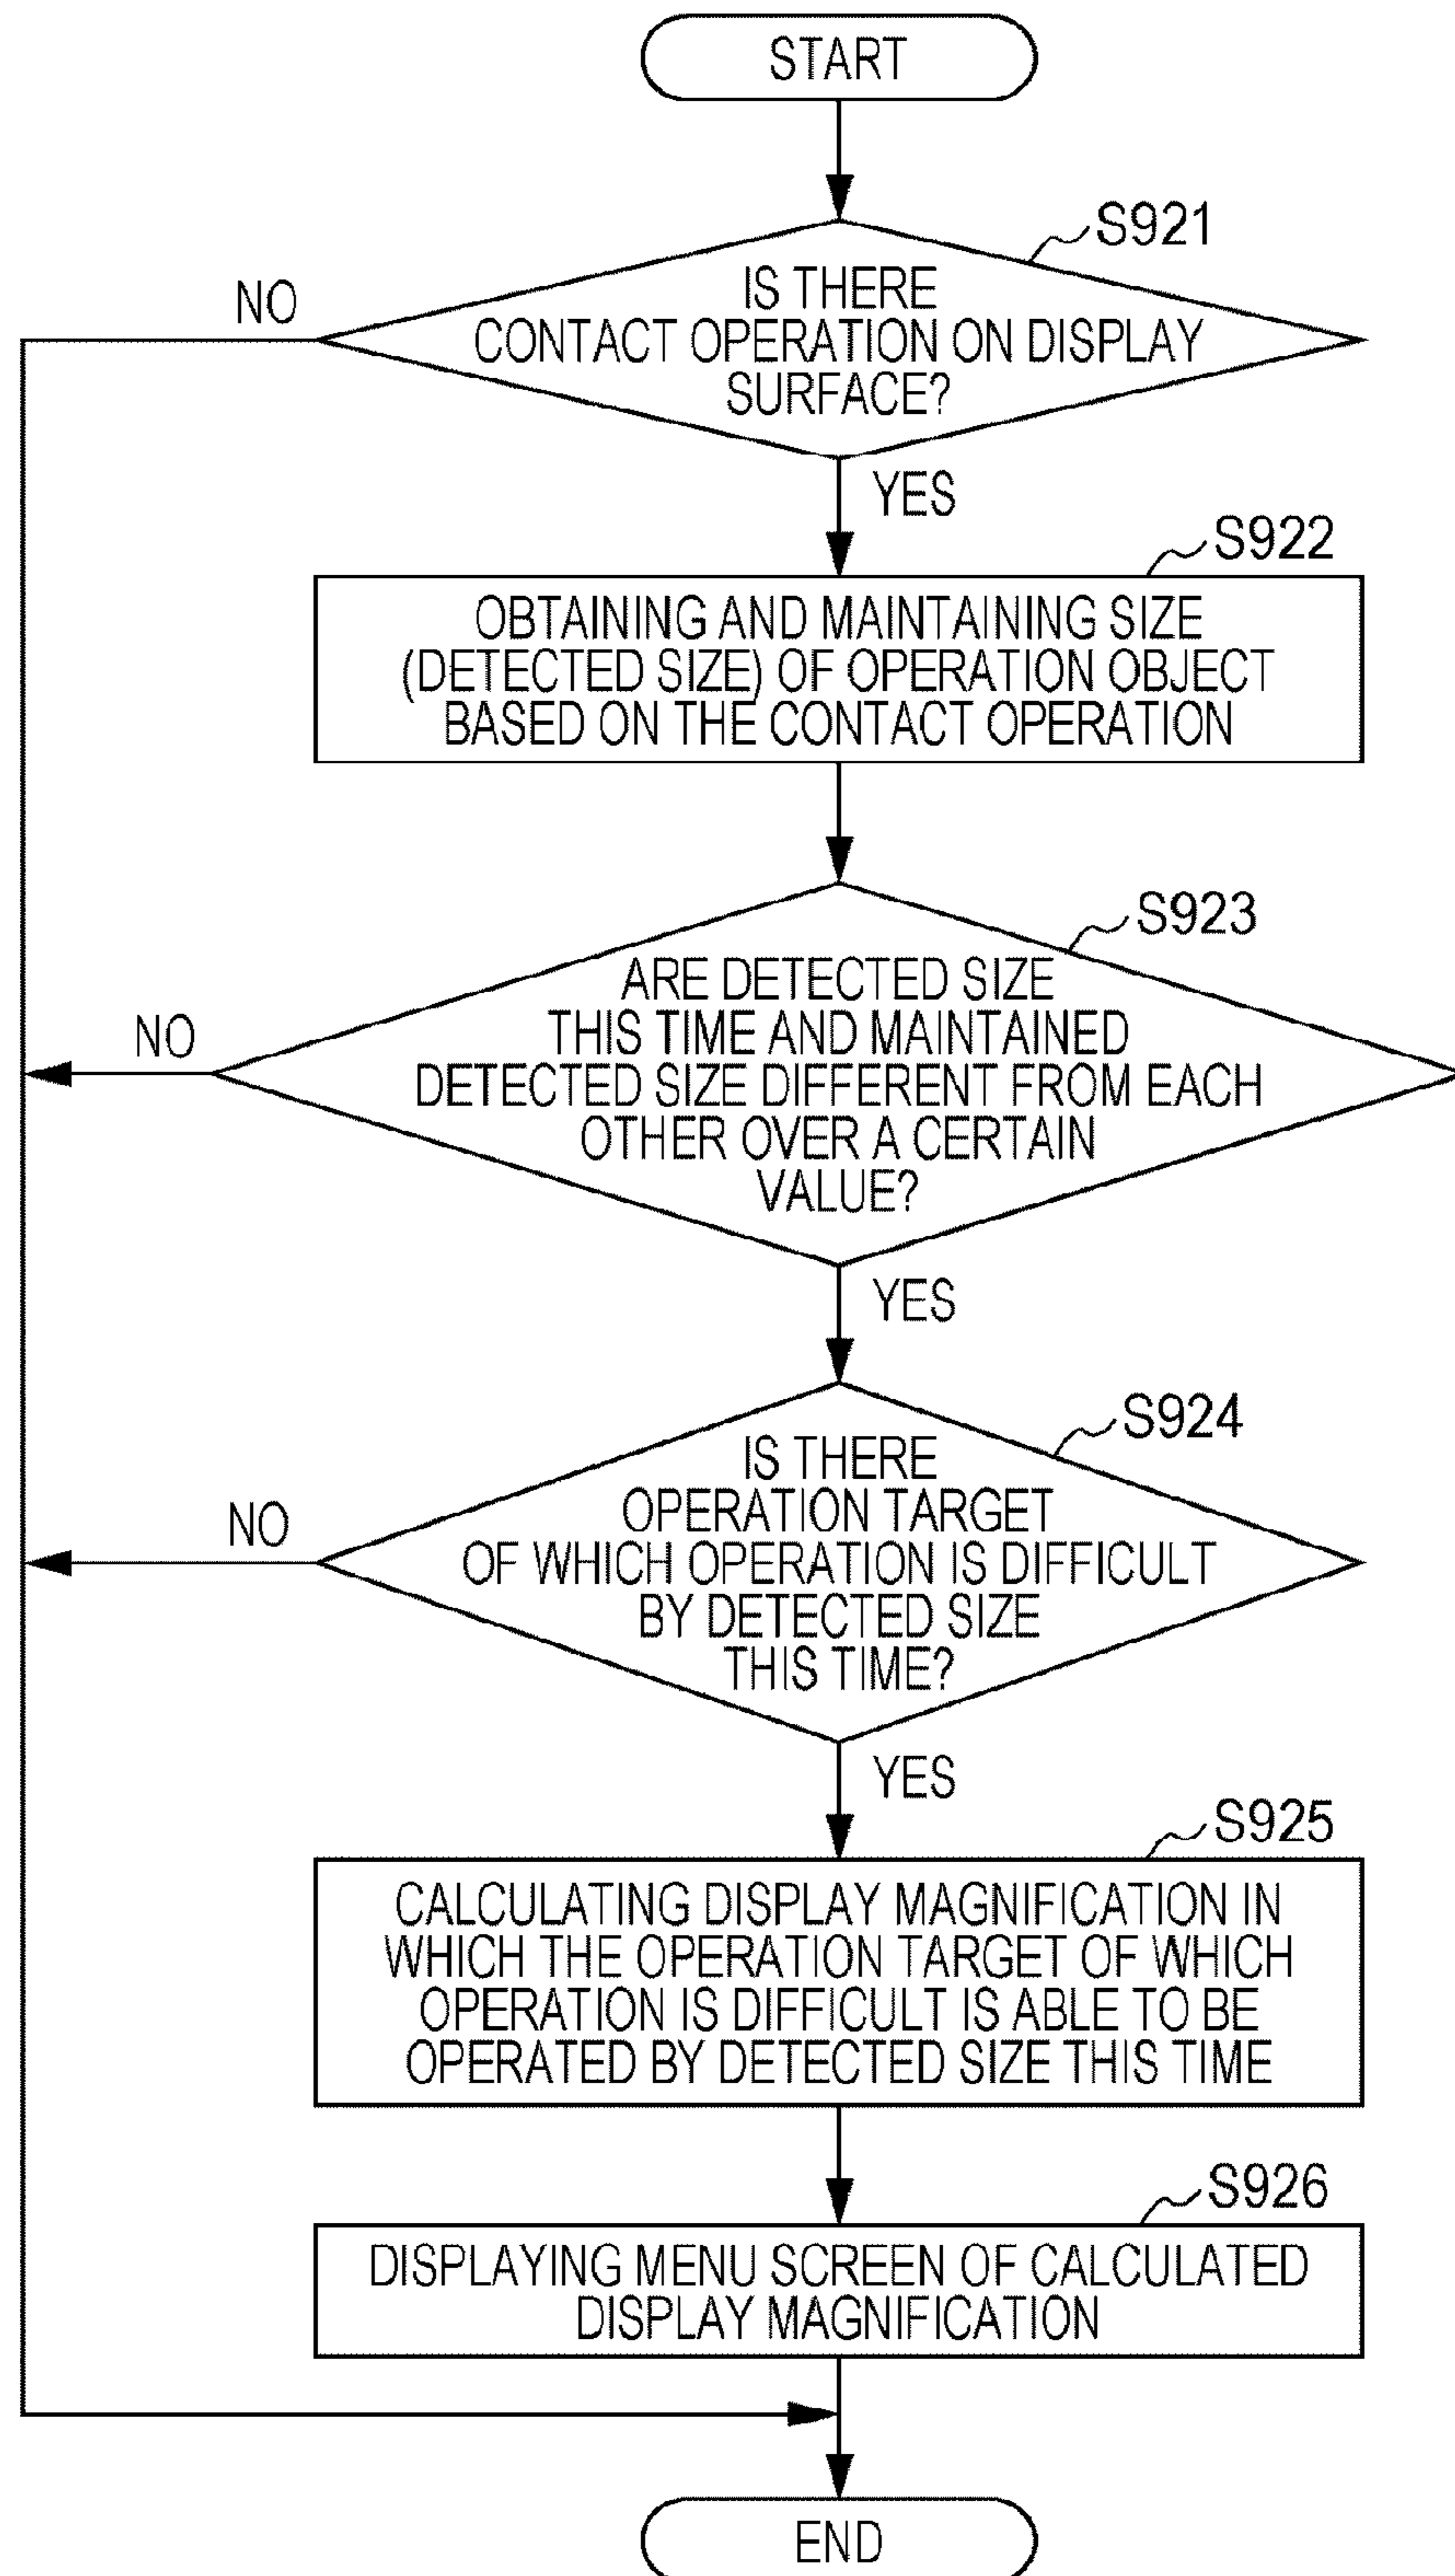 START
S921
IS THERE
CONTACT OPERATION ON DISPLAY
SURFACE?
NO
YES
S922
OBTAINING AND MAINTAINING SIZE
(DETECTED SIZE) OF OPERATION OBJECT
BASED ON THE CONTACT OPERATION
S923
ARE DETECTED SIZE
THIS TIME AND MAINTAINED
DETECTED SIZE DIFFERENT FROM EACH
OTHER OVER A CERTAIN
VALUE?
NO
YES
S924
IS THERE
OPERATION TARGET
OF WHICH OPERATION IS DIFFICULT
BY DETECTED SIZE
THIS TIME?
NO
YES
S925
CALCULATING DISPLAY MAGNIFICATION IN
WHICH THE OPERATION TARGET OF WHICH
OPERATION IS DIFFICULT IS ABLE TO BE
OPERATED BY DETECTED SIZE THIS TIME
S926
DISPLAYING MENU SCREEN OF CALCULATED
DISPLAY MAGNIFICATION
END